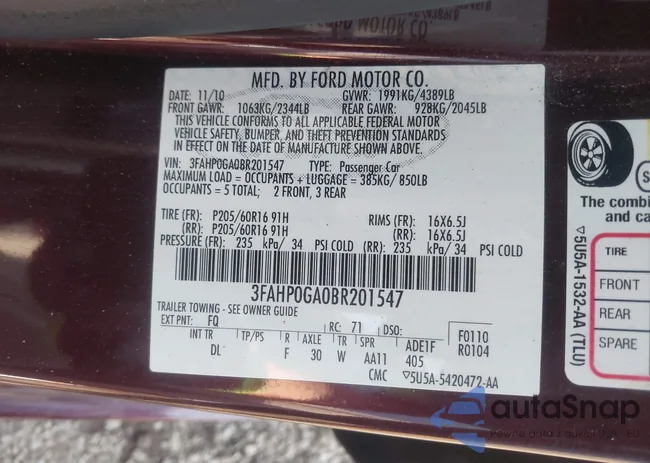 MOTOR CO.
MFD. BY FORD MOTOR CO.
DATE: 11/10 GVWR: 1991KG/4389LB
FRONT GAWR: 1063KG/2344LB REAR GAWR: 928KG/2045LB
THIS VEHICLE CONFORMS TO ALL APPLICABLE FEDERAL MOTOR
VEHICLE SAFETY, BUMPER, AND THEFT PREVENTION STANDARDS
IN EFFECT ON THE DATE OF MANUFACTURE SHOWN ABOVE.
VIN: 3FAHP0GA0BR201547 TYPE: Passenger Car
MAXIMUM LOAD = OCCUPANTS + LUGGAGE = 385KG/850LB
OCCUPANTS = 5 TOTAL; 2 FRONT, 3 REAR
TIRE (FR): P205/60R16 91H RIMS (FR): 16X6.5J
(RR): P205/60R16 91H (RR): 16X6.5J
PRESSURE (FR): 235 kPa/ 34 PSI COLD (RR): 235 kPa/ 34 PSI COLD
3FAHP0GA0BR201547
TRAILER TOWING - SEE OWNER GUIDE
EXT PNT: FQ RC: 71 DSO: F0110
INT TR TP/PS R AXLE TR SPR ADE1F R0104
DL F 30 W AA11 405
CMC ▽5U5A-5420472-AA
The combin
and ca
▽5U5A-1532-AA (TLU)
TIRE
FRONT
REAR
SPARE
autoSnap